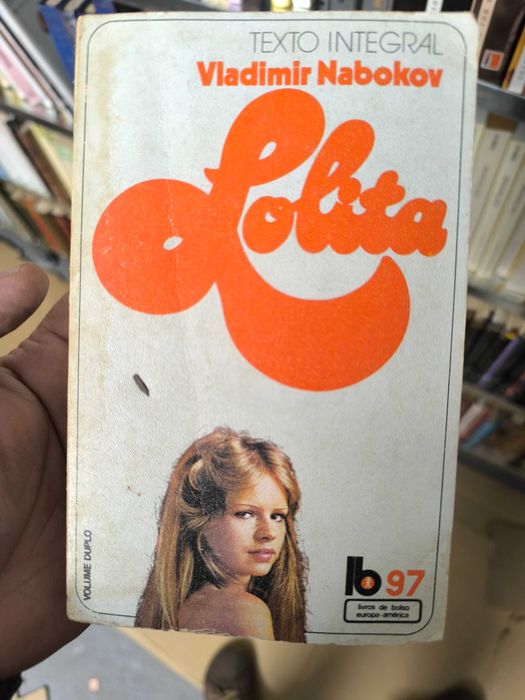 TEXTO INTEGRAL
Vladimir Nabokov
Lolita
VOLUME DUPLO
lb 97
livros de bolso
europa-américa